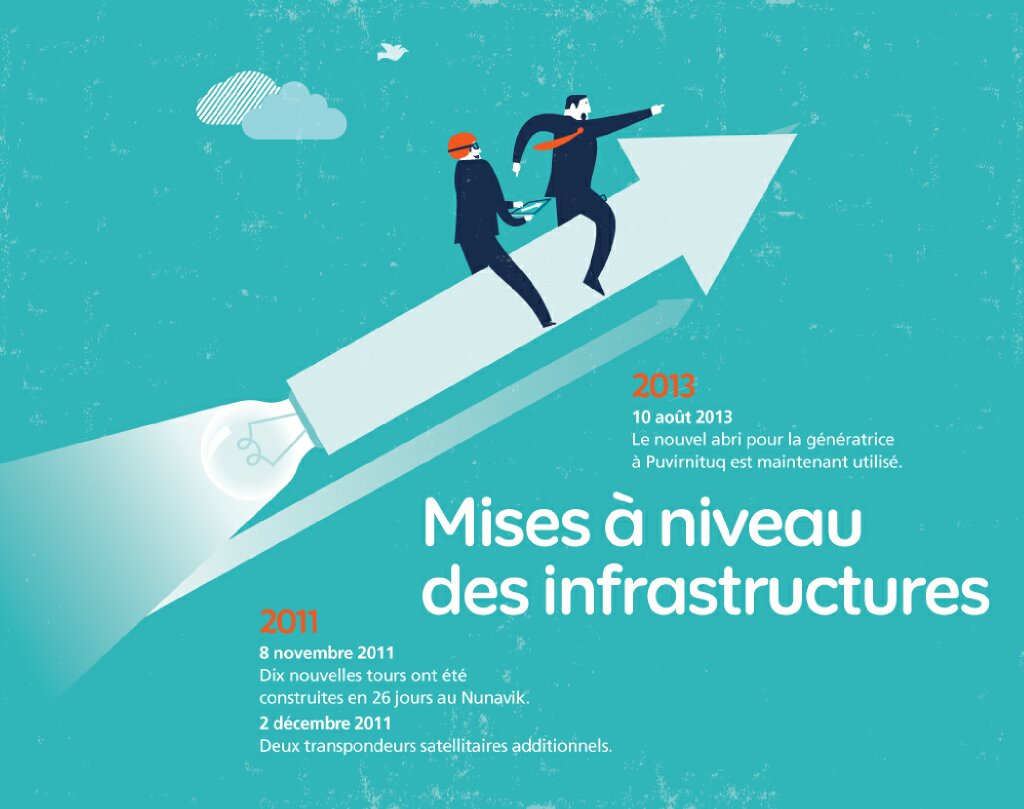 2013
10 août 2013
Le nouvel abri pour la génératrice
à Puvirnituq est maintenant utilisé.
Mises à niveau
des infrastructures
2011
8 novembre 2011
Dix nouvelles tours ont été
construites en 26 jours au Nunavik.
2 décembre 2011
Deux transpondeurs satellitaires additionnels.